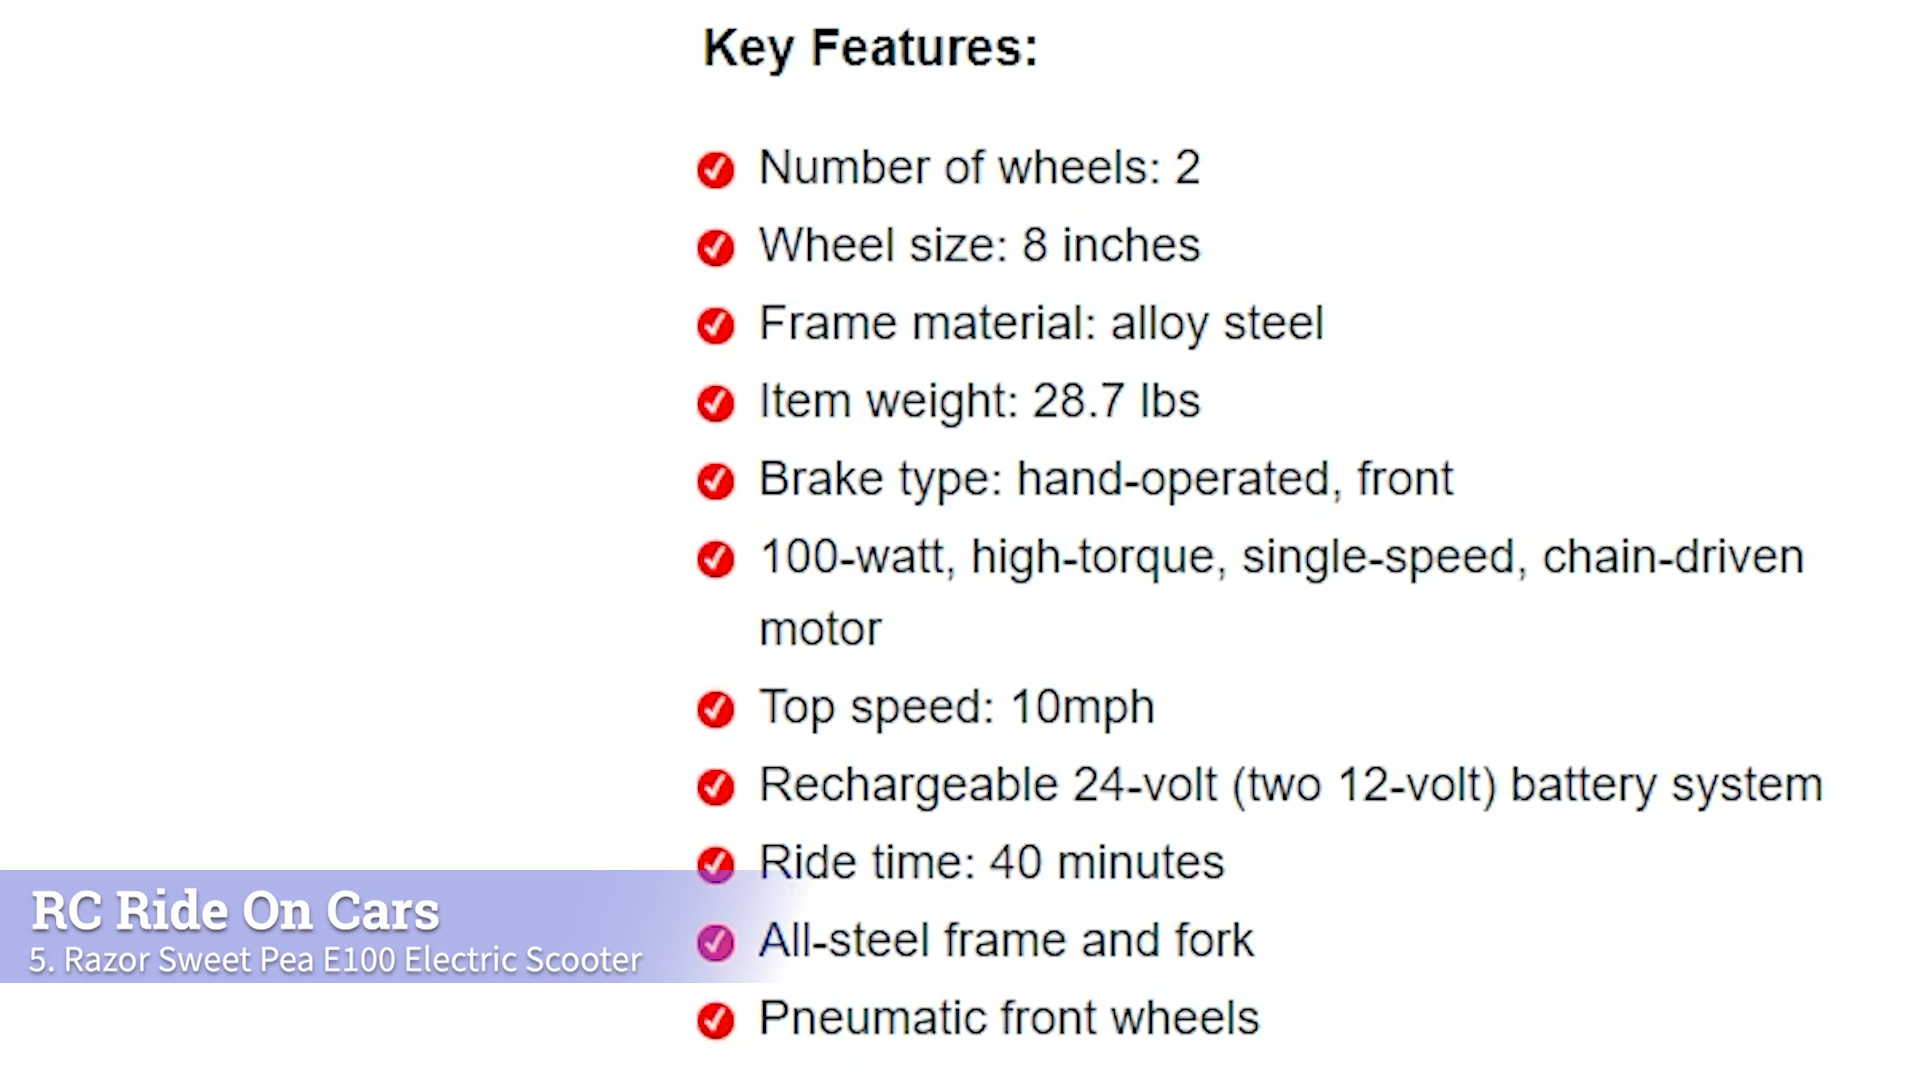 Key Features:
Number of wheels: 2
Wheel size: 8 inches
Frame material: alloy steel
Item weight: 28.7 lbs
Brake type: hand-operated, front
100-watt, high-torque, single-speed, chain-driven
motor
Top speed: 10mph
Rechargeable 24-volt (two 12-volt) battery system
Ride time: 40 minutes
All-steel frame and fork
Pneumatic front wheels
RC Ride On Cars
5. Razor Sweet Pea E100 Electric Scooter